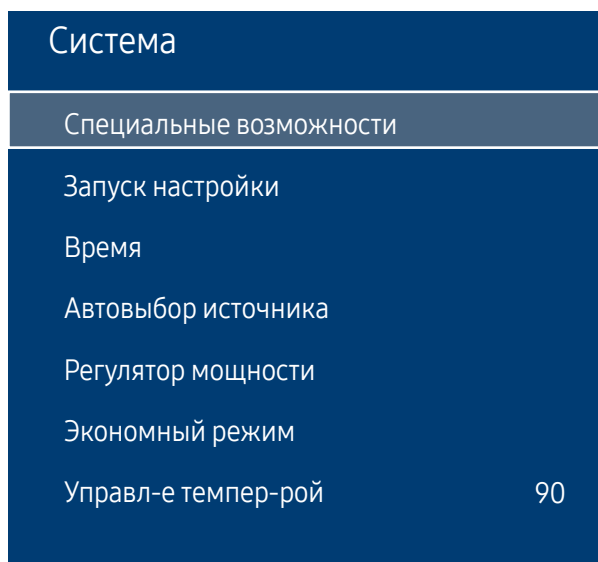 Система
Специальные возможности
Запуск настройки
Время
Автовыбор источника
Регулятор мощности
Экономный режим
Управл-е темпер-рой 90